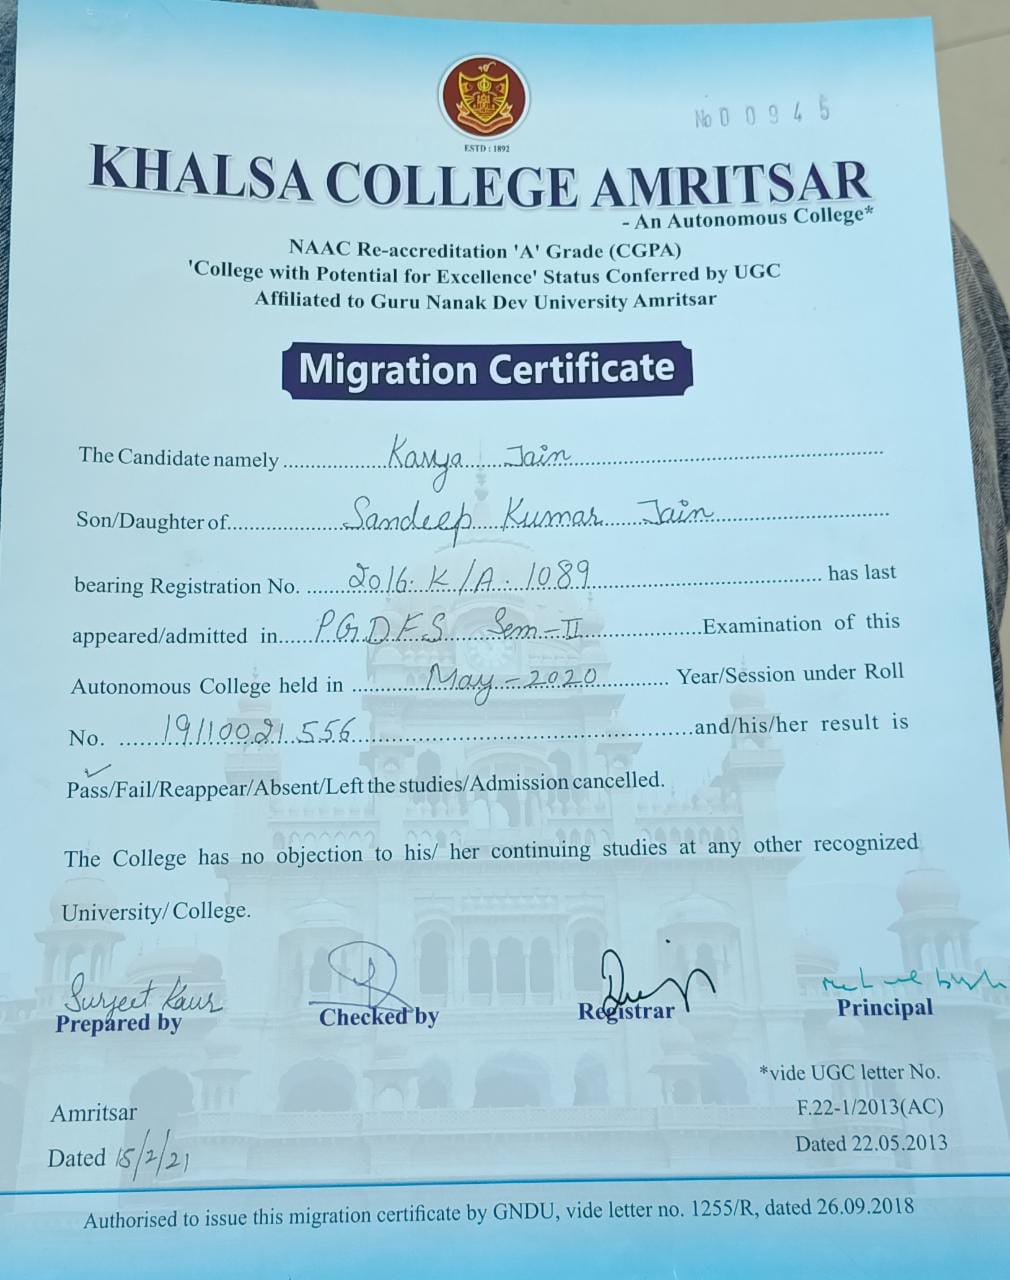 No 00945
ESTD : 1892
KHALSA COLLEGE AMRITSAR
- An Autonomous College*
NAAC Re-accreditation 'A' Grade (CGPA)
'College with Potential for Excellence' Status Conferred by UGC
Affiliated to Guru Nanak Dev University Amritsar
Migration Certificate
The Candidate namely Kavya Jain
Son/Daughter of Sandeep Kumar Jain
bearing Registration No. 2016.K/A.1089 has last
appeared/admitted in PGDFS Sem-II Examination of this
Autonomous College held in May-2020 Year/Session under Roll
No. 19110021556 and/his/her result is
Pass/Fail/Reappear/Absent/Left the studies/Admission cancelled.
The College has no objection to his/ her continuing studies at any other recognized
University/College.
Surjeet Kaur
Prepared by Checked by Registrar Principal
*vide UGC letter No.
Amritsar F.22-1/2013(AC)
Dated 15/2/21 Dated 22.05.2013
Authorised to issue this migration certificate by GNDU, vide letter no. 1255/R, dated 26.09.2018